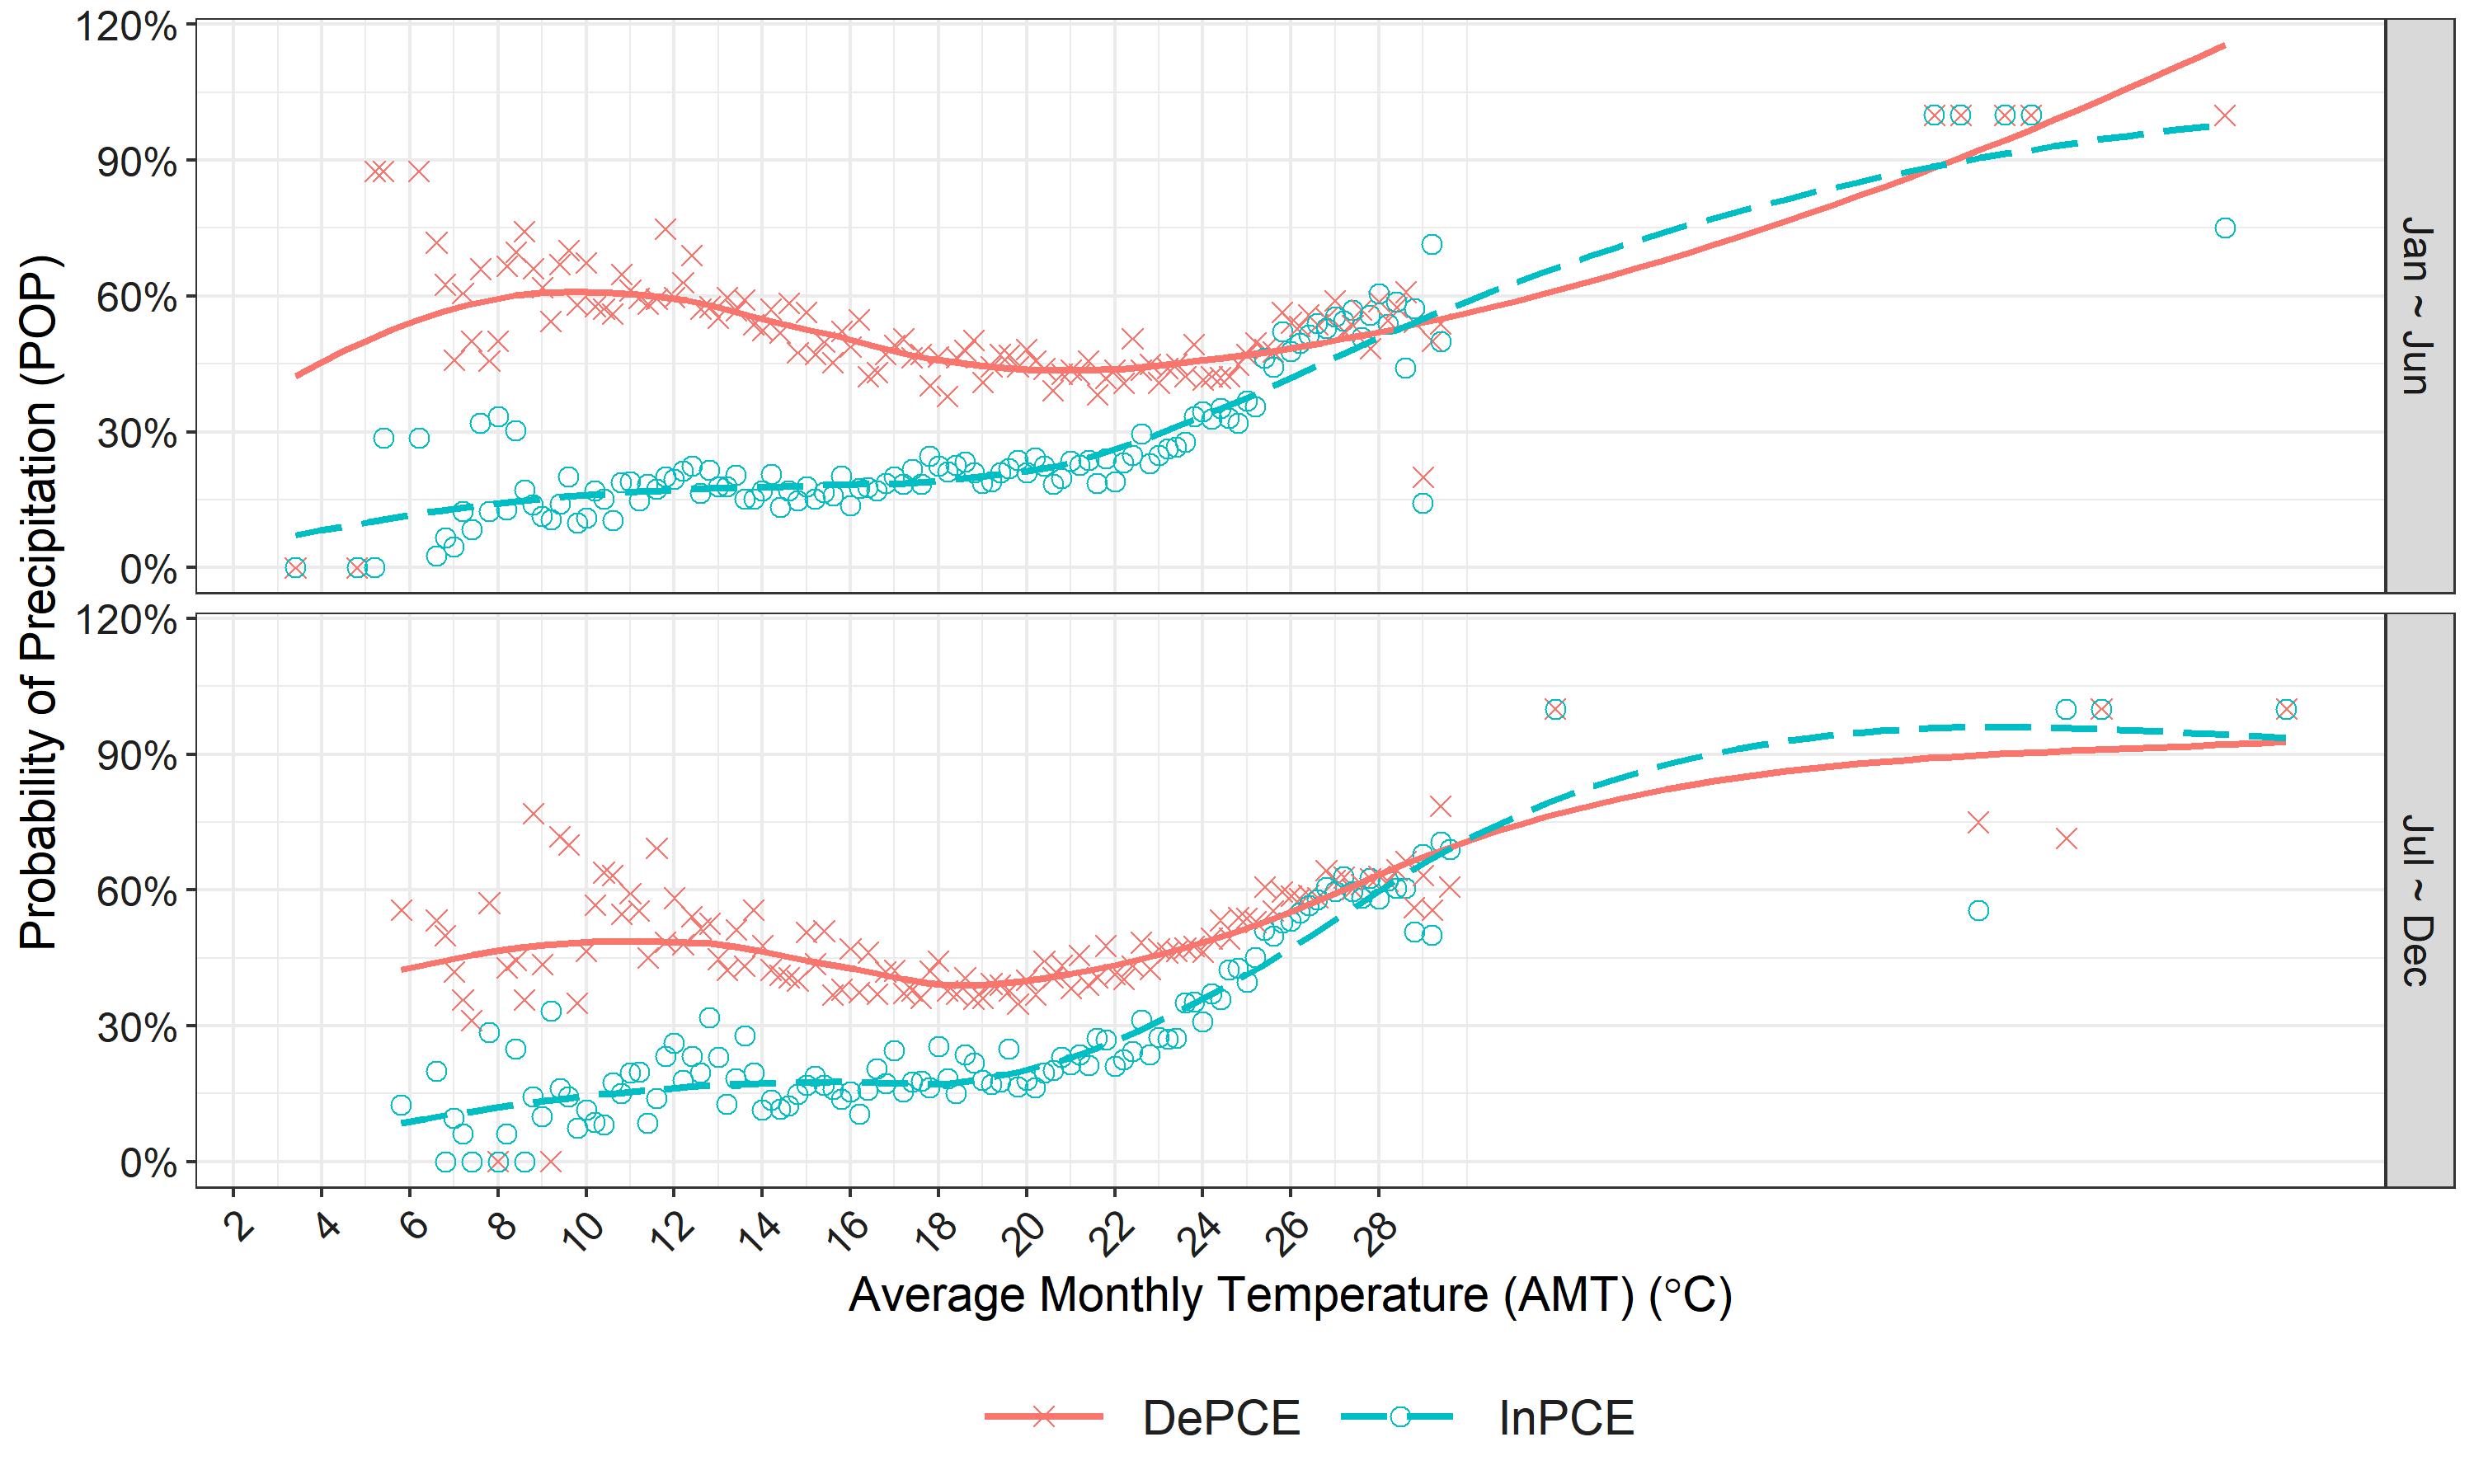 Probability of Precipitation (POP)
120%
90%
60%
30%
0%
Jan ~ Jun
120%
90%
60%
30%
0%
Jul ~ Dec
2 4 6 8 10 12 14 16 18 20 22 24 26 28
Average Monthly Temperature (AMT) (°C)
DePCE InPCE